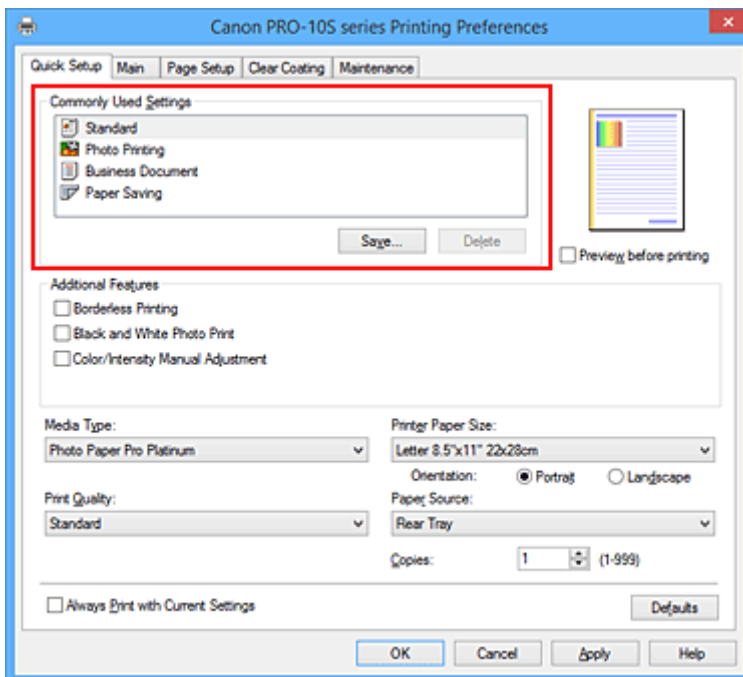 Canon PRO-10S series Printing Preferences
Quick Setup Main Page Setup Clear Coating Maintenance
Commonly Used Settings
Standard
Photo Printing
Business Document
Paper Saving
Save... Delete
Preview before printing
Additional Features
Borderless Printing
Black and White Photo Print
Color/Intensity Manual Adjustment
Media Type: Printer Paper Size:
Photo Paper Pro Platinum Letter 8.5"x11" 22x28cm
Orientation: Portrait Landscape
Print Quality: Paper Source:
Standard Rear Tray
Copies: 1 (1-999)
Always Print with Current Settings Defaults
OK Cancel Apply Help